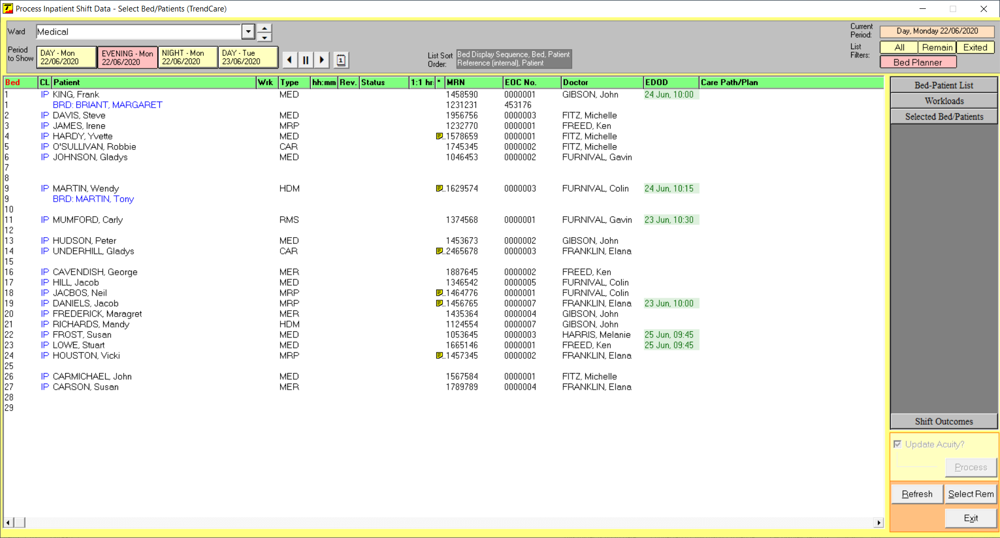 Process Inpatient Shift Data - Select Bed/Patients (TrendCare)
Ward Medical
Period to Show
DAY - Mon 22/06/2020
EVENING - Mon 22/06/2020
NIGHT - Mon 22/06/2020
DAY - Tue 23/06/2020
1
List Sort Order:
Bed Display Sequence, Bed, Patient
Reference (internal), Patient
Current Period: Day, Monday 22/06/2020
List Filters: All Remain Exited
Bed Planner
Bed CL Patient Wrk Type hh:mm Rev. Status 1:1 hr: * MRN EOC No. Doctor EDOD Care Path/Plan
1 IP KING, Frank MED 1458590 0000001 GIBSON, John 24 Jun, 10:00
1 BRD: BRIANT, MARGARET 1231231 453176
2 IP DAVIS, Steve MED 1956756 0000003 FITZ, Michelle
3 IP JAMES, Irene MRP 1232770 0000001 FREED, Ken
4 IP HARDY, Yvette MED ...1578659 0000001 FITZ, Michelle
5 IP O'SULLIVAN, Robbie CAR 1745345 0000002 FITZ, Michelle
6 IP JOHNSON, Gladys MED 1046453 0000002 FURNIVAL, Gavin
7
8
9 IP MARTIN, Wendy HDM ...1629574 0000003 FURNIVAL, Colin 24 Jun, 10:15
9 BRD: MARTIN, Tony
10
11 IP MUMFORD, Carly RMS 1374568 0000001 FURNIVAL, Gavin 23 Jun, 10:30
12
13 IP HUDSON, Peter MED 1453673 0000002 GIBSON, John
14 IP UNDERHILL, Gladys CAR ...2465678 0000003 FRANKLIN, Elana
15
16 IP CAVENDISH, George MER 1887645 0000002 FREED, Ken
17 IP HILL, Jacob MED 1346542 0000005 FURNIVAL, Colin
18 IP JACBOS, Neil MRP ...1464776 0000001 FURNIVAL, Colin
19 IP DANIELS, Jacob MRP ...1456765 0000007 FRANKLIN, Elana 23 Jun, 10:00
20 IP FREDERICK, Maragret MER 1435364 0000004 GIBSON, John
21 IP RICHARDS, Mandy HDM 1124554 0000007 GIBSON, John
22 IP FROST, Susan MED 1053645 0000003 HARRIS, Melanie 25 Jun, 09:45
23 IP LOWE, Stuart MED 1665146 0000001 FREED, Ken 25 Jun, 09:45
24 IP HOUSTON, Vicki MRP ...1457345 0000002 FRANKLIN, Elana
25
26 IP CARMICHAEL, John MED 1567584 0000001 FITZ, Michelle
27 IP CARSON, Susan MER 1789789 0000004 FRANKLIN, Elana
28
29
Bed-Patient List
Workloads
Selected Bed/Patients
Shift Outcomes
Update Acuity?
Process
Refresh Select Rem
Exit